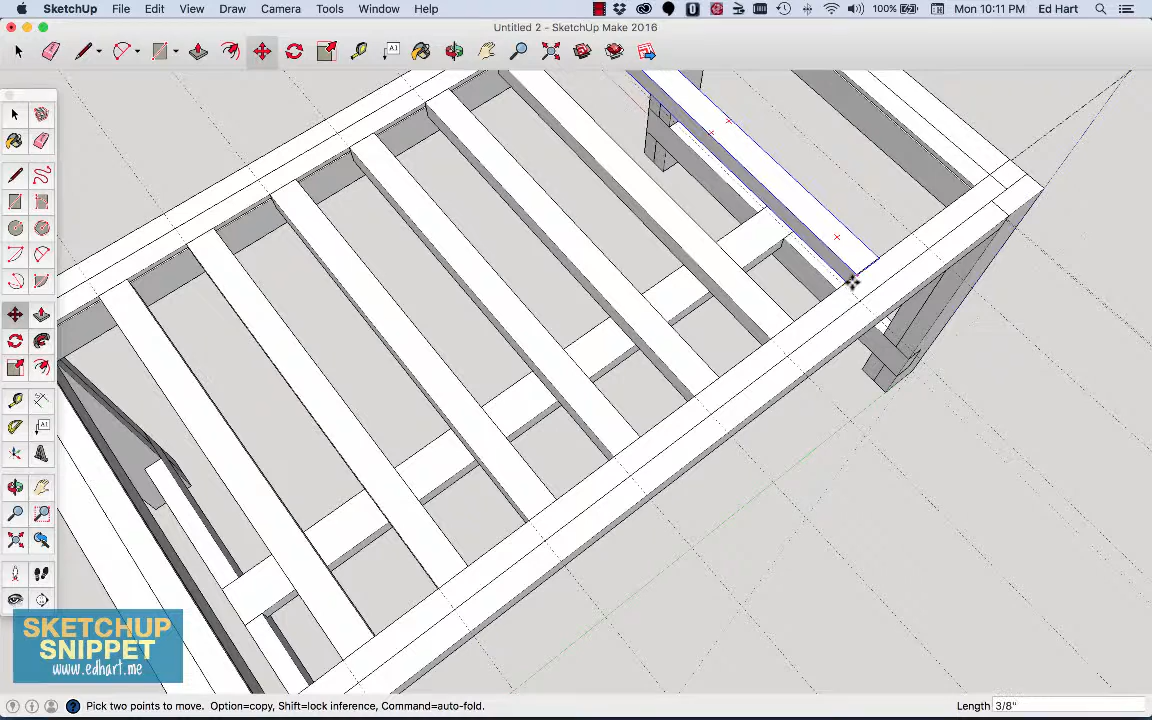 SketchUp File Edit View Draw Camera Tools Window Help 100% Mon 10:11 PM Ed Hart
Untitled 2 - SketchUp Make 2016
SKETCHUP
SNIPPET
www.edhart.me
Pick two points to move. Option=copy, Shift=lock inference, Command=auto-fold. Length 3/8"